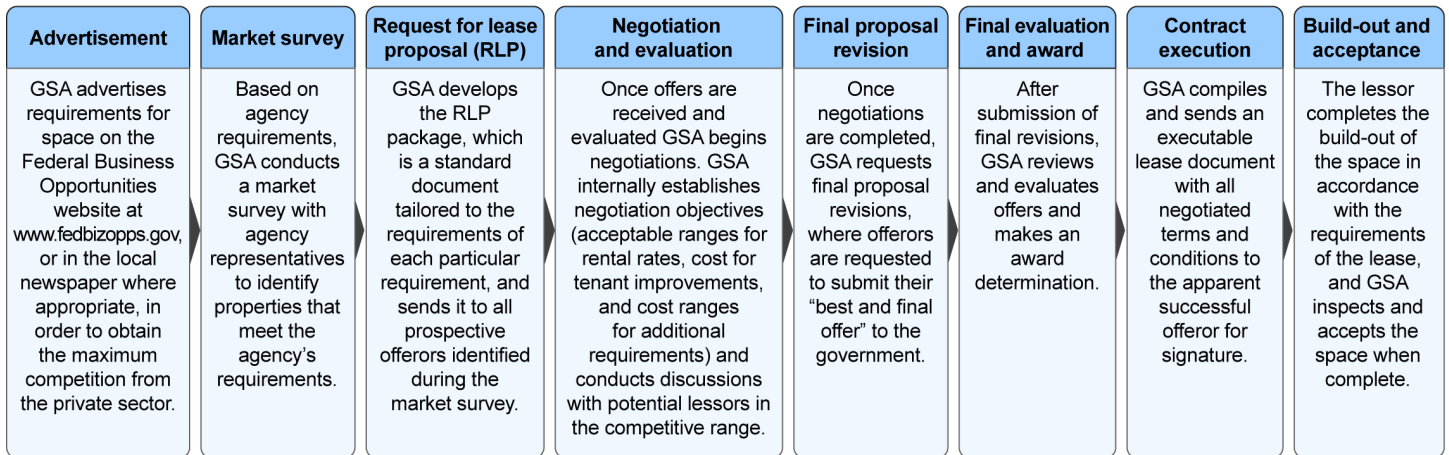 Advertisement
GSA advertises
requirements for
space on the
Federal Business
Opportunities
website at
www.fedbizopps.gov,
or in the local
newspaper where
appropriate, in
order to obtain
the maximum
competition from
the private sector.
Market survey
Based on
agency
requirements,
GSA conducts
a market
survey with
agency
representatives
to identify
properties that
meet the
agency’s
requirements.
Request for lease
proposal (RLP)
GSA develops
the RLP
package, which
is a standard
document
tailored to the
requirements of
each particular
requirement, and
sends it to all
prospective
offerors identified
during the
market survey.
Negotiation
and evaluation
Once offers are
received and
evaluated GSA begins
negotiations. GSA
internally establishes
negotiation objectives
(acceptable ranges for
rental rates, cost for
tenant improvements,
and cost ranges
for additional
requirements) and
conducts discussions
with potential lessors in
the competitive range.
Final proposal
revision
Once
negotiations
are completed,
GSA requests
final proposal
revisions,
where offerors
are requested
to submit their
“best and final
offer” to the
government.
Final evaluation
and award
After
submission of
final revisions,
GSA reviews
and evaluates
offers and
makes an
award
determination.
Contract
execution
GSA compiles
and sends an
executable
lease document
with all
negotiated
terms and
conditions to
the apparent
successful
offeror for
signature.
Build-out and
acceptance
The lessor
completes the
build-out of
the space in
accordance
with the
requirements
of the lease,
and GSA
inspects and
accepts the
space when
complete.